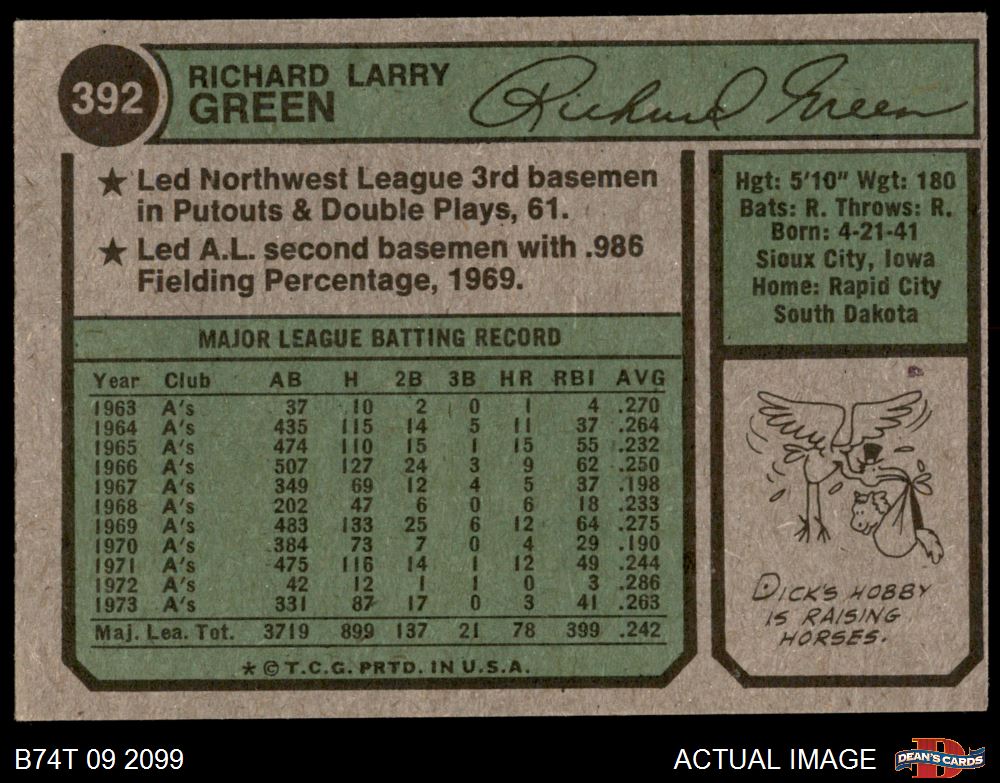 392
RICHARD LARRY
GREEN
Richard Green
★ Led Northwest League 3rd basemen
in Putouts & Double Plays, 61.
★ Led A.L. second basemen with .986
Fielding Percentage, 1969.
MAJOR LEAGUE BATTING RECORD
Year Club AB H 2B 3B HR RBI AVG
1963 A's 37 10 2 0 1 4 .270
1964 A's 435 115 14 5 11 37 .264
1965 A's 474 110 15 1 15 55 .232
1966 A's 507 127 24 3 9 62 .250
1967 A's 349 69 12 4 5 37 .198
1968 A's 202 47 6 0 6 18 .233
1969 A's 483 133 25 6 12 64 .275
1970 A's 384 73 7 0 4 29 .190
1971 A's 475 116 14 1 12 49 .244
1972 A's 42 12 1 1 0 3 .286
1973 A's 331 87 17 0 3 41 .263
Maj. Lea. Tot. 3719 899 137 21 78 399 .242
* © T.C.G. PRTD. IN U.S.A.
Hgt: 5'10" Wgt: 180
Bats: R. Throws: R.
Born: 4-21-41
Sioux City, Iowa
Home: Rapid City
South Dakota
DICK'S HOBBY
IS RAISING
HORSES.
B74T 09 2099
ACTUAL IMAGE
D
DEAN'S CARDS